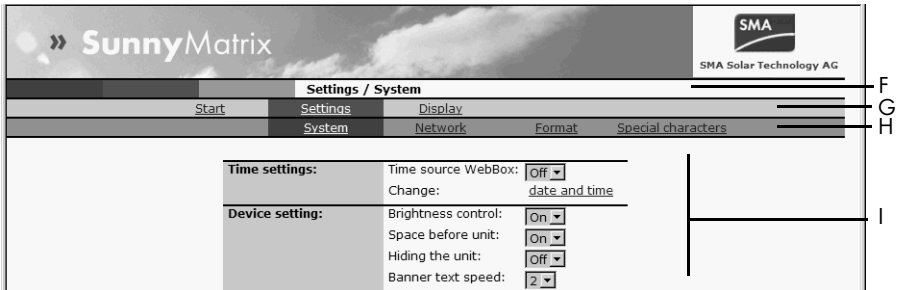 » SunnyMatrix
SMA
SMA Solar Technology AG
Settings / System
F
Start Settings Display
G
System Network Format Special characters
H
Time settings: Time source WebBox: Off
Change: date and time
Device setting: Brightness control: On
Space before unit: On
I
Hiding the unit: Off
Banner text speed: 2